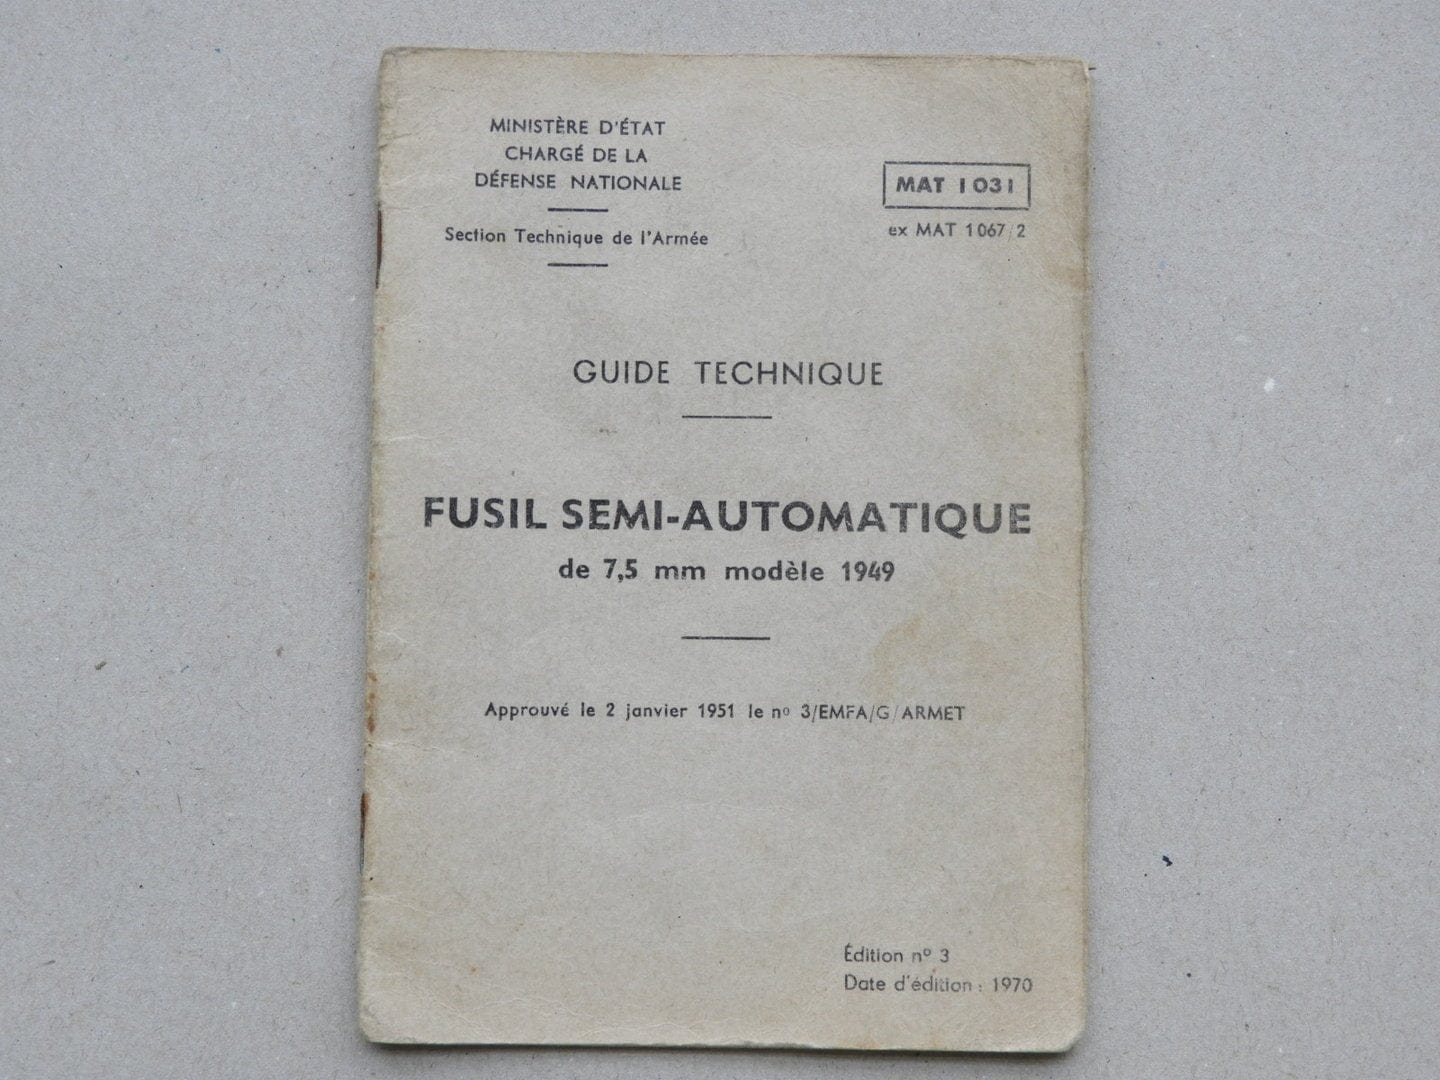 MINISTÈRE D'ÉTAT
CHARGÉ DE LA
DÉFENSE NATIONALE
Section Technique de l'Armée
MAT 1031
ex MAT 1067/2
GUIDE TECHNIQUE
FUSIL SEMI-AUTOMATIQUE
de 7,5 mm modèle 1949
Approuvé le 2 janvier 1951 le nº 3/EMFA/G/ARMET
Édition nº 3
Date d'édition : 1970